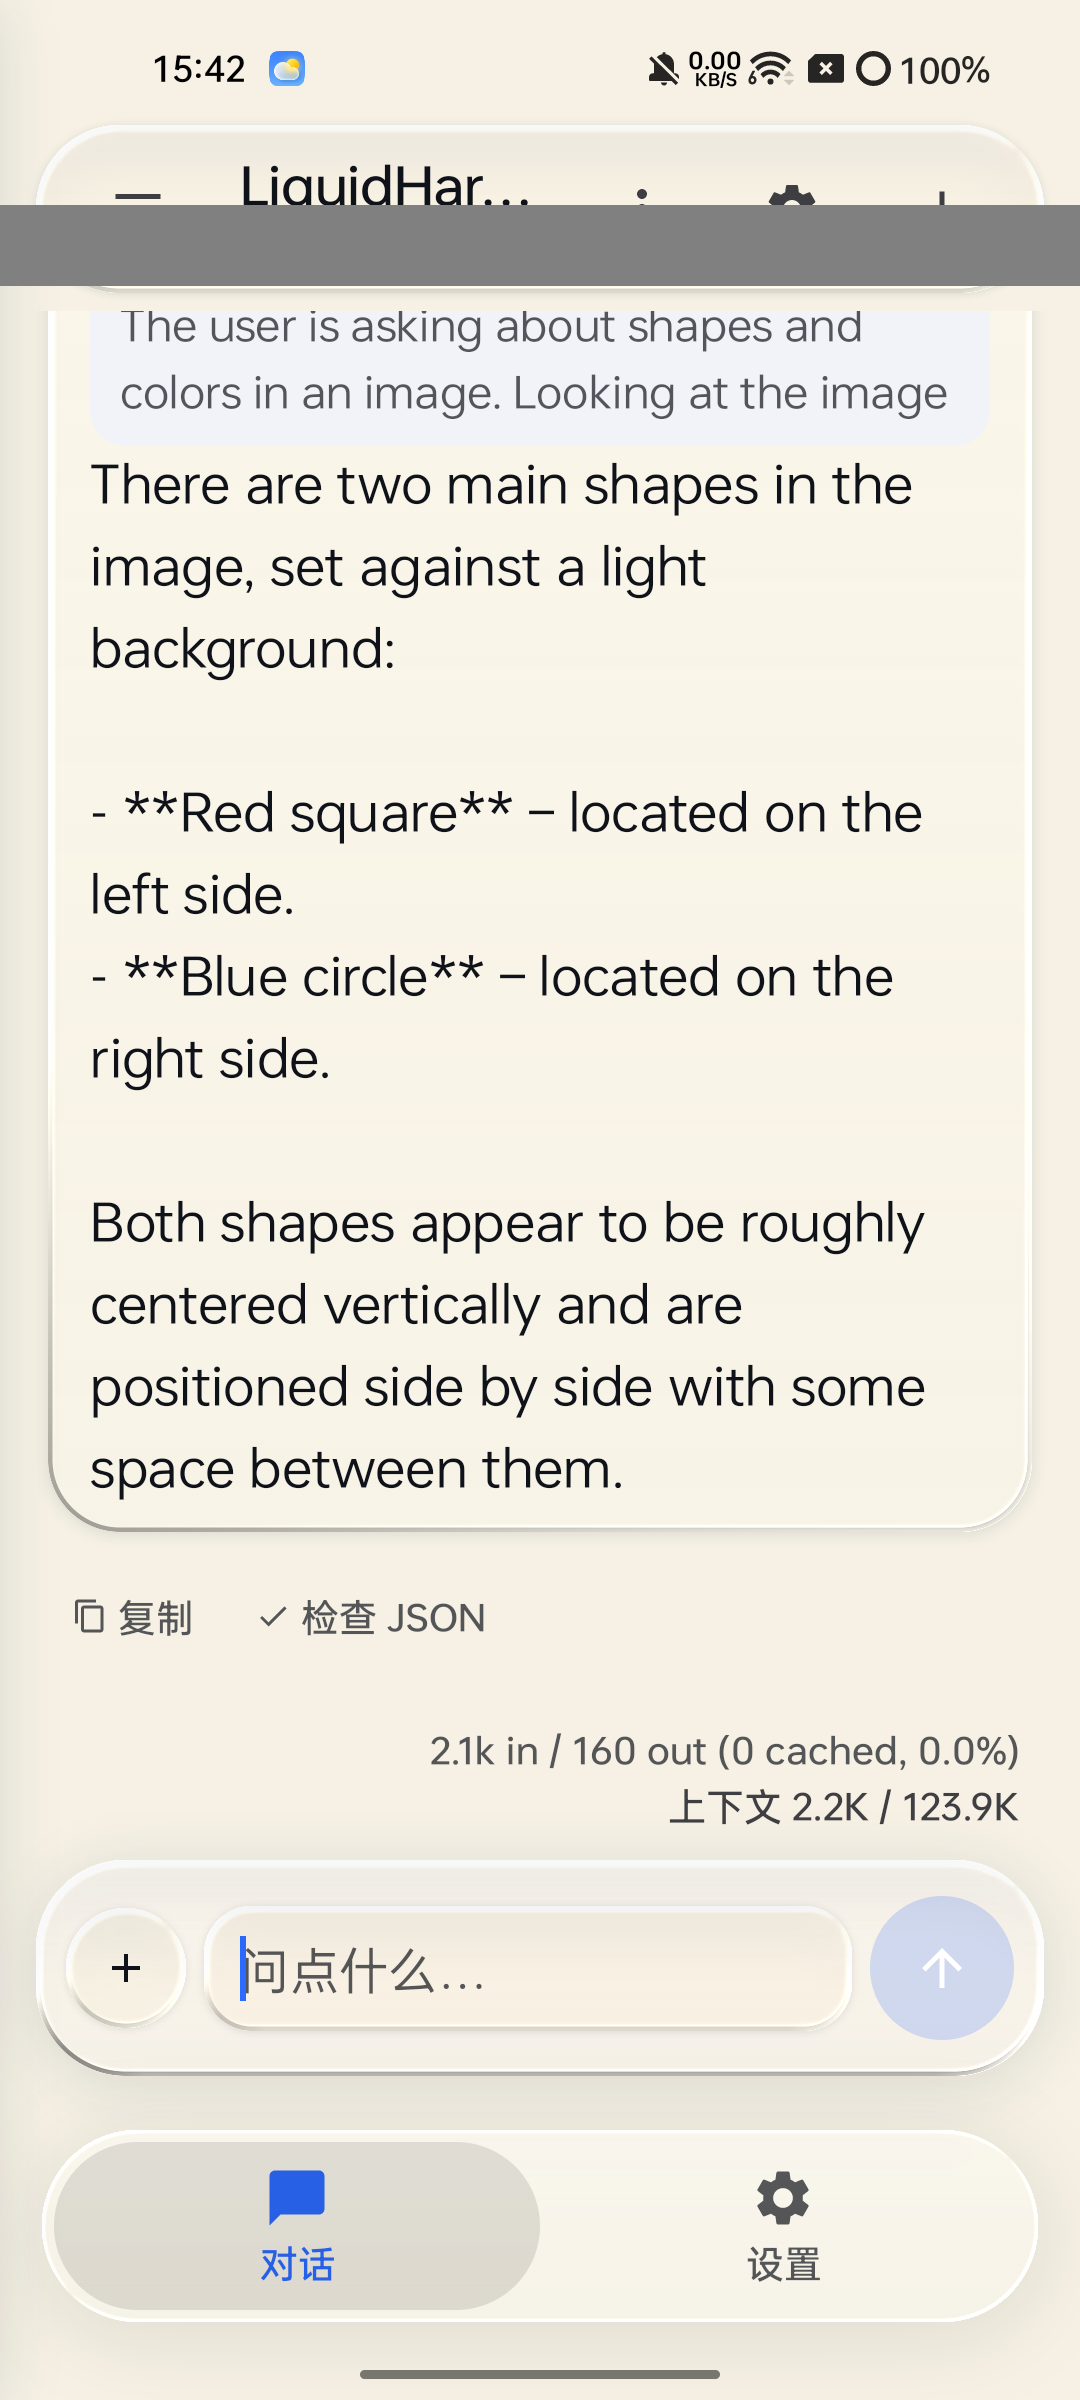 15:42
0.00
KB/S
6
100%
LiquidHar...
The user is asking about shapes and
colors in an image. Looking at the image
There are two main shapes in the
image, set against a light
background:
- **Red square** – located on the
left side.
- **Blue circle** – located on the
right side.
Both shapes appear to be roughly
centered vertically and are
positioned side by side with some
space between them.
复制 检查 JSON
2.1k in / 160 out (0 cached, 0.0%)
上下文 2.2K / 123.9K
问点什么...
对话 设置